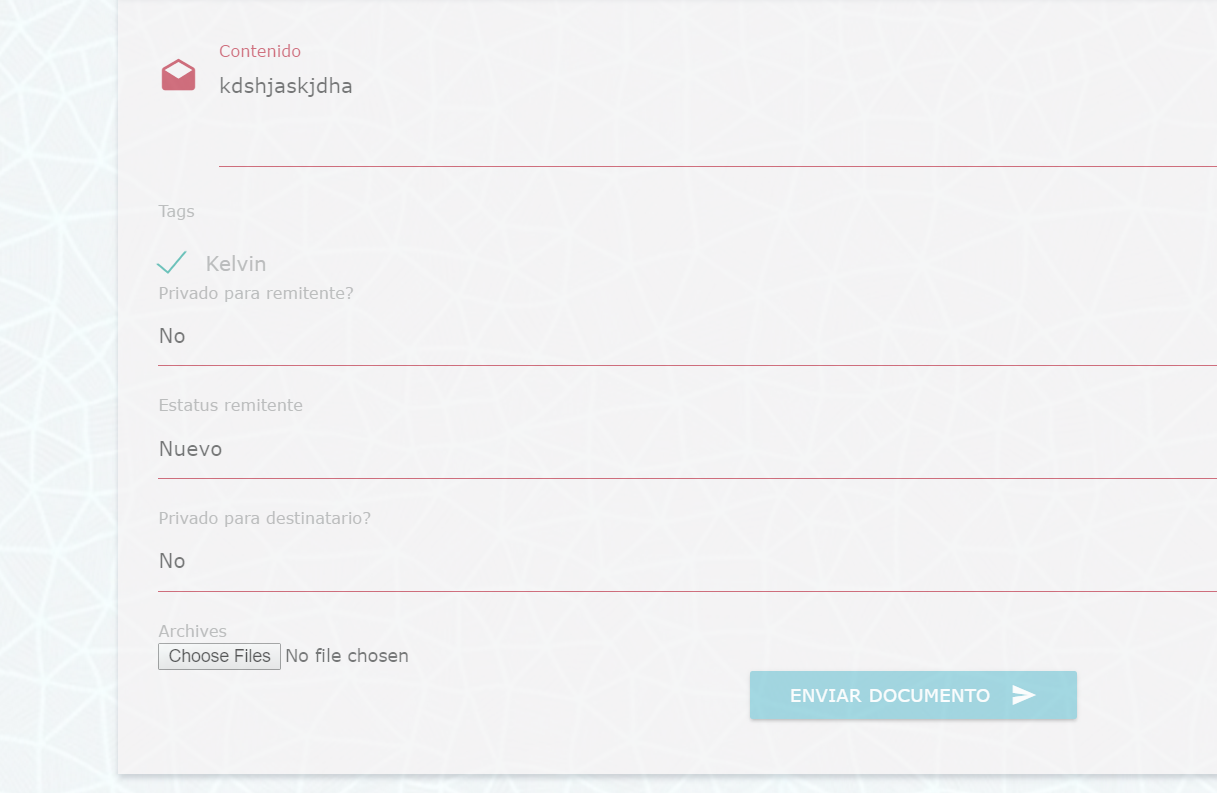 Contenido
kdshjaskjdha
Tags
Kelvin
Privado para remitente?
No
Estatus remitente
Nuevo
Privado para destinatario?
No
Archives
Choose Files No file chosen
ENVIAR DOCUMENTO